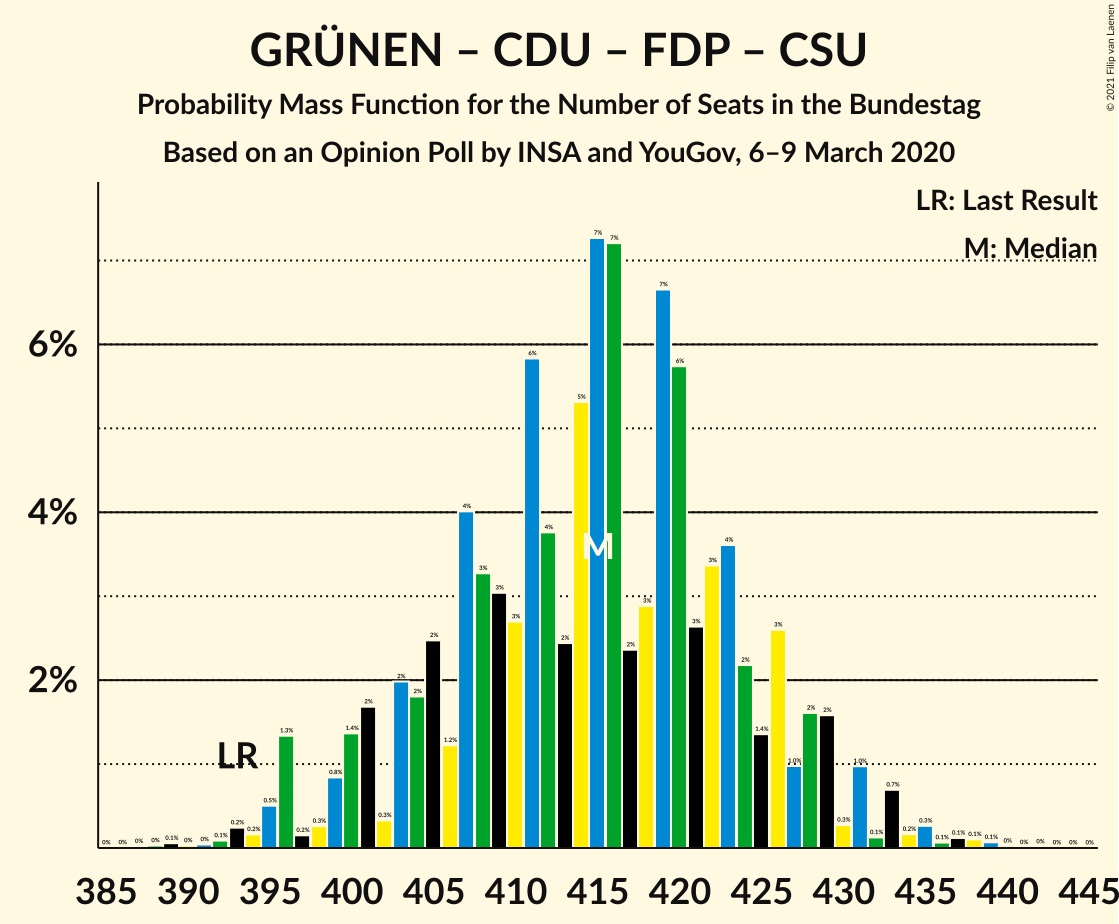 GRÜNEN – CDU – FDP – CSU
Probability Mass Function for the Number of Seats in the Bundestag
Based on an Opinion Poll by INSA and YouGov, 6–9 March 2020
© 2021 Filip van Laenen
LR: Last Result
M: Median
6%
4%
2%
LR
M
0% 0% 0% 0% 0.1% 0% 0% 0.1% 0.2% 0.2% 0.5% 1.3% 0.2% 0.3% 0.8% 1.4% 2% 0.3% 2% 2% 2% 1.2% 4% 3% 3% 3% 6% 4% 2% 5% 7% 7% 2% 3% 7% 6% 3% 3% 4% 2% 1.4% 3% 1.0% 2% 2% 0.3% 1.0% 0.1% 0.7% 0.2% 0.3% 0.1% 0.1% 0.1% 0.1% 0% 0% 0% 0% 0% 0%
385 390 395 400 405 410 415 420 425 430 435 440 445